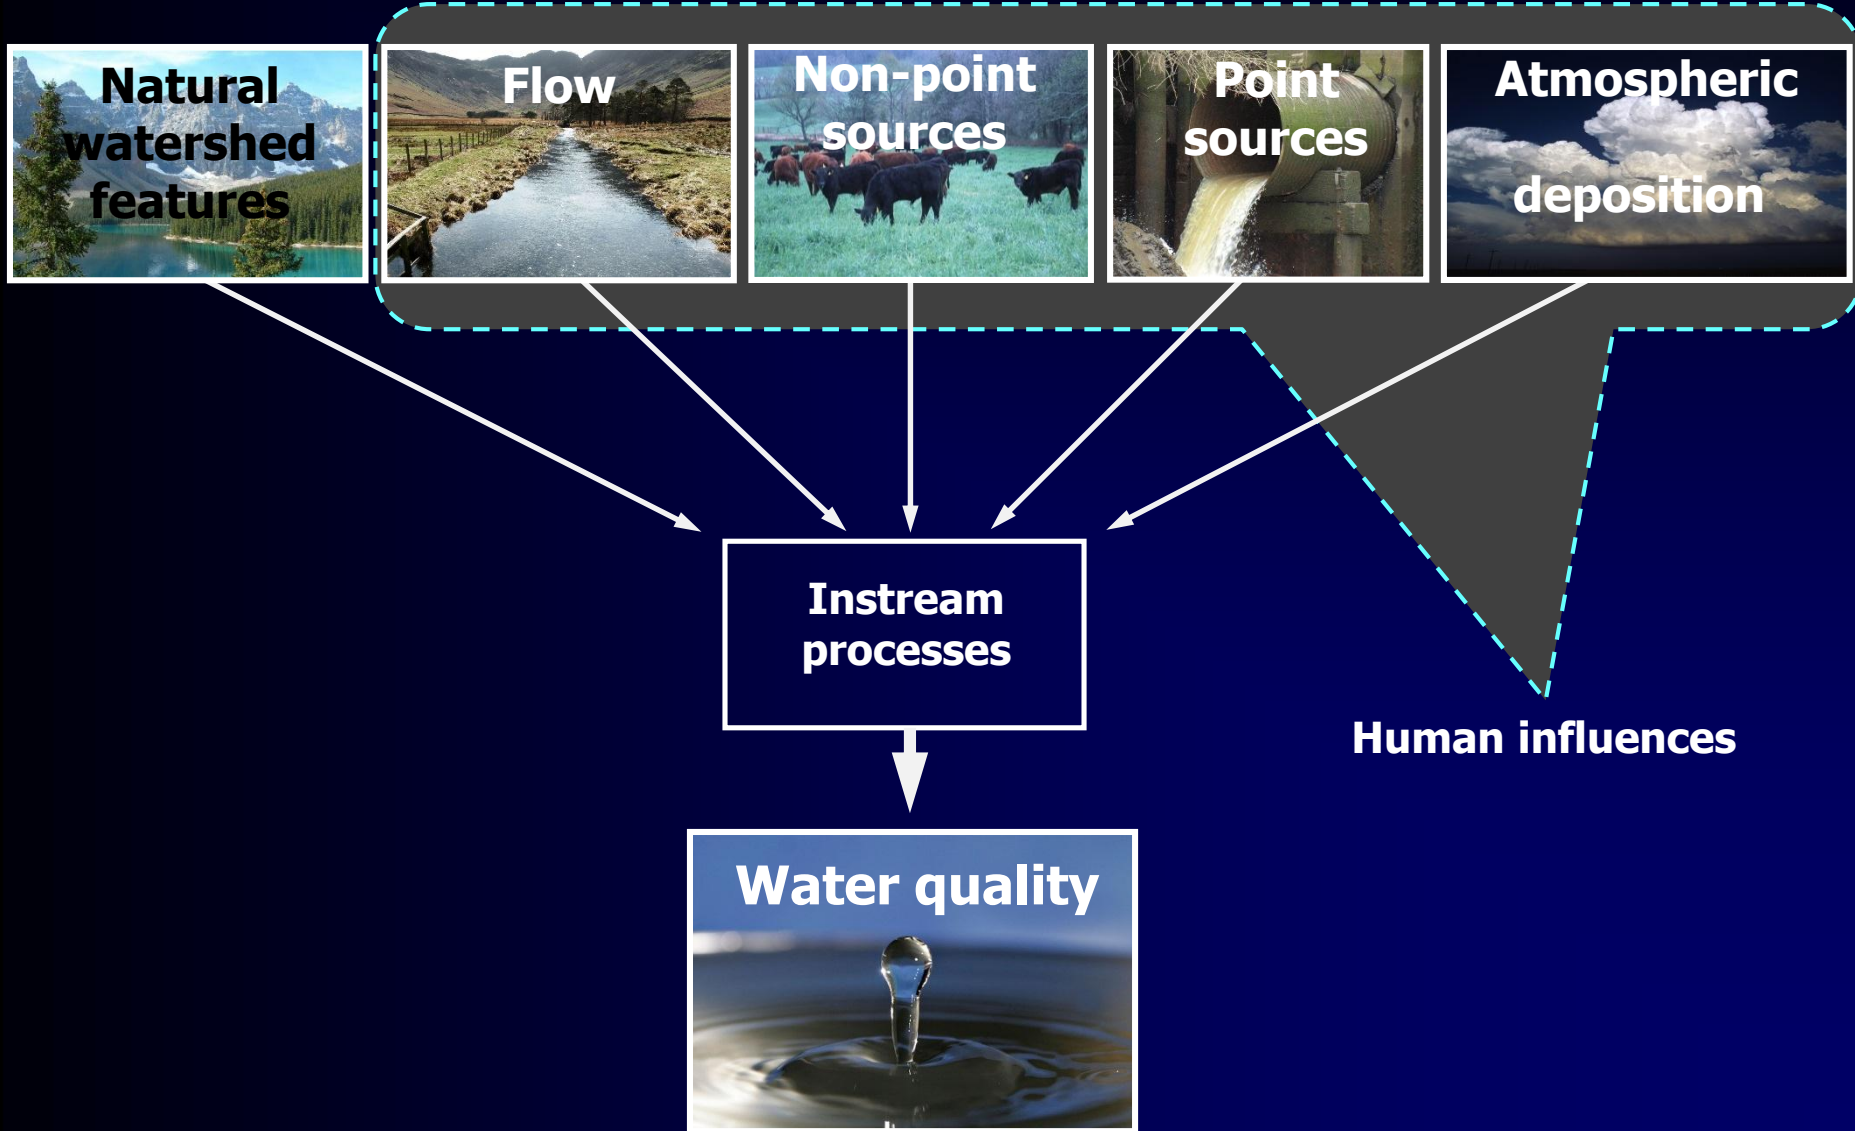 Natural
watershed
features
Flow
Non-point
sources
Point
sources
Atmospheric
deposition
Instream
processes
Human influences
Water quality